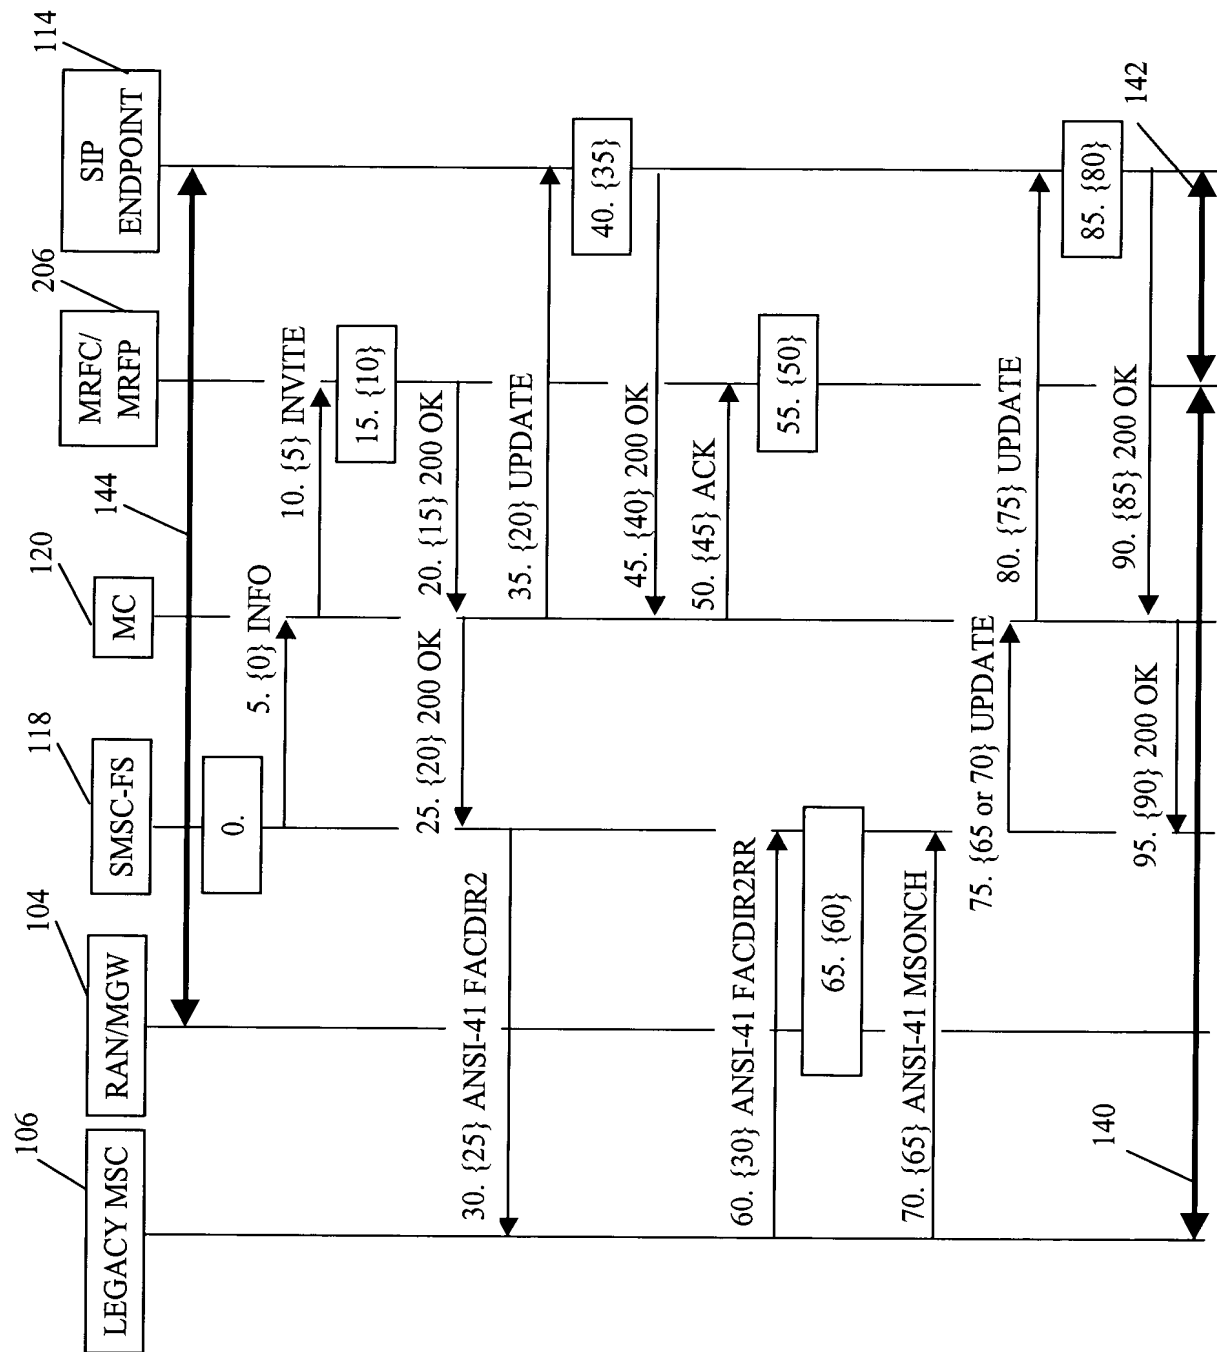 106
LEGACY MSC
104
RAN/MGW
118
SMSC-FS
120
MC
144
206
MRFC/
MRFP
114
SIP
ENDPOINT
0.
5. {0} INFO
10. {5} INVITE
15. {10}
20. {15} 200 OK
25. {20} 200 OK
30. {25} ANSI-41 FACDIR2
35. {20} UPDATE
40. {35}
45. {40} 200 OK
50. {45} ACK
55. {50}
60. {30} ANSI-41 FACDIR2RR
65. {60}
70. {65} ANSI-41 MSONCH
75. {65 or 70} UPDATE
80. {75} UPDATE
85. {80}
90. {85} 200 OK
95. {90} 200 OK
140
142